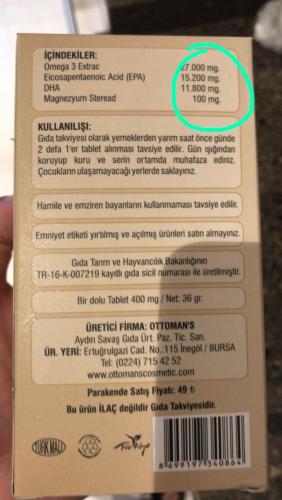 İÇİNDEKİLER:
Omega 3 Extrac 27.000 mg.
Eicosapentaenoic Acid (EPA) 15.200 mg.
DHA 11.800 mg.
Magnezyum Steread 100 mg.
KULLANILIŞI:
Gıda takviyesi olarak yemeklerden yarım saat önce günde
2 defa 1'er tablet alınması tavsiye edilir. Gün ışığından
koruyup kuru ve serin ortamda muhafaza ediniz.
Çocukların ulaşamayacağı yerlerde saklayınız.
Hamile ve emziren bayanların kullanmaması tavsiye edilir.
Emniyet etiketi yırtılmış ve açılmış ürünleri satın almayınız.
Gıda Tarım ve Hayvancılık Bakanlığının
TR-16-K-007219 kayıtlı gıda sicil numarası ile üretilmiştir.
Bir dolu Tablet 400 mg / Net: 36 gr.
ÜRETİCİ FİRMA: OTTOMAN'S
Aydın Savaş Gıda Ürt. Paz. Tic. San.
ÜR. YERİ: Ertuğrulgazi Cad. No.:115 İnegöl / BURSA
Tel: (0224) 715 42 52
www.ottomanscosmetic.com
Parakende Satış Fiyatı: 49 ₺
Bu ürün İLAÇ değildir Gıda Takviyesidir.
TÜRK MALI
Türkiye
8 699197 340864